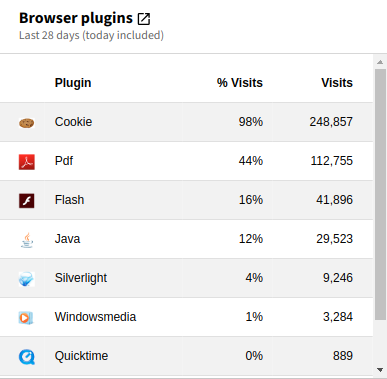 Browser plugins
Last 28 days (today included)
Plugin % Visits Visits
Cookie 98% 248,857
Pdf 44% 112,755
Flash 16% 41,896
Java 12% 29,523
Silverlight 4% 9,246
Windowsmedia 1% 3,284
Quicktime 0% 889